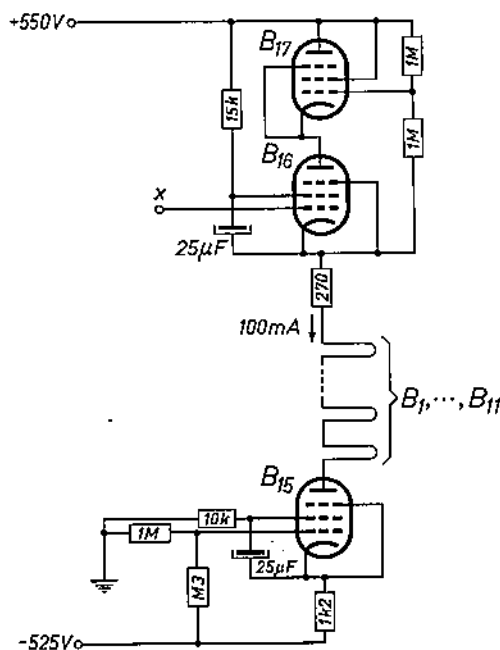 +550V
B17
1M
15k
B16
1M
x
25µF
270
100mA
B1, ..., B11
B15
10k
1M
25µF
M3
1k2
-525V